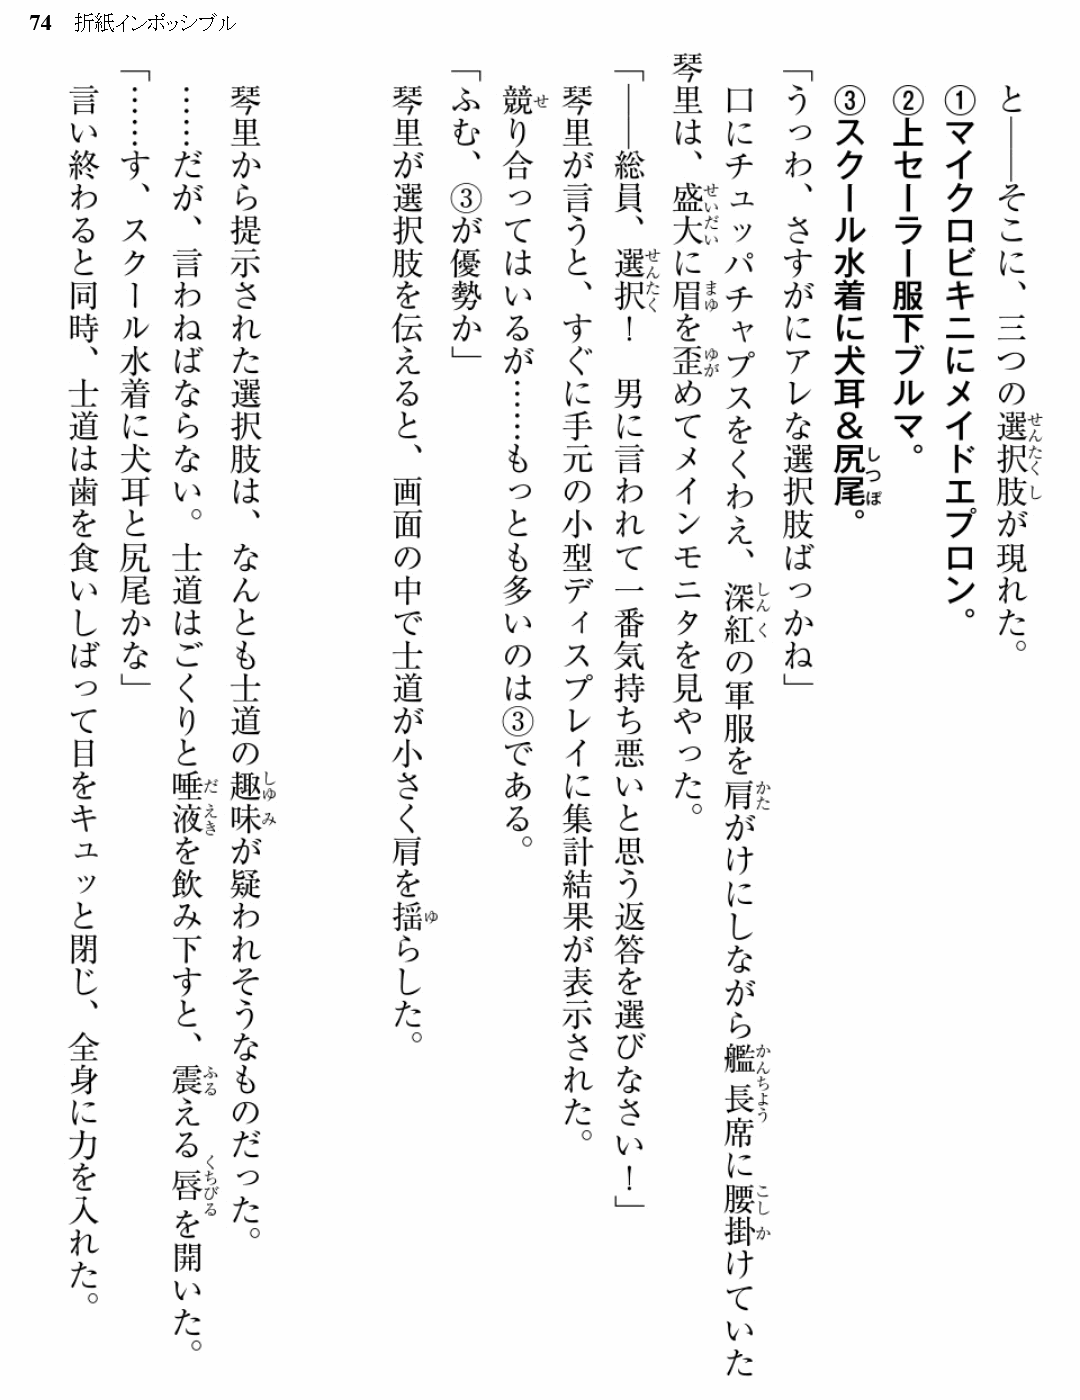 74 折紙インポッシブル
と――そこに、三つの選択肢が現れた。
①マイクロビキニにメイドエプロン。
②上セーラー服下ブルマ。
③スクール水着に犬耳＆尻尾。
「うっわ、さすがにアレな選択肢ばっかね」
口にチュッパチャプスをくわえ、深紅の軍服を肩がけにしながら艦長席に腰掛けていた
琴里は、盛大に眉を歪めてメインモニタを見やった。
「――総員、選択！　男に言われて一番気持ち悪いと思う返答を選びなさい！」
琴里が言うと、すぐに手元の小型ディスプレイに集計結果が表示された。
競り合ってはいるが……もっとも多いのは③である。
「ふむ、③が優勢か」
琴里が選択肢を伝えると、画面の中で士道が小さく肩を揺らした。
琴里から提示された選択肢は、なんとも士道の趣味が疑われそうなものだった。
……だが、言わねばならない。士道はごくりと唾液を飲み下すと、震える唇を開いた。
「……す、スクール水着に犬耳と尻尾かな」
言い終わると同時、士道は歯を食いしばって目をキュッと閉じ、全身に力を入れた。